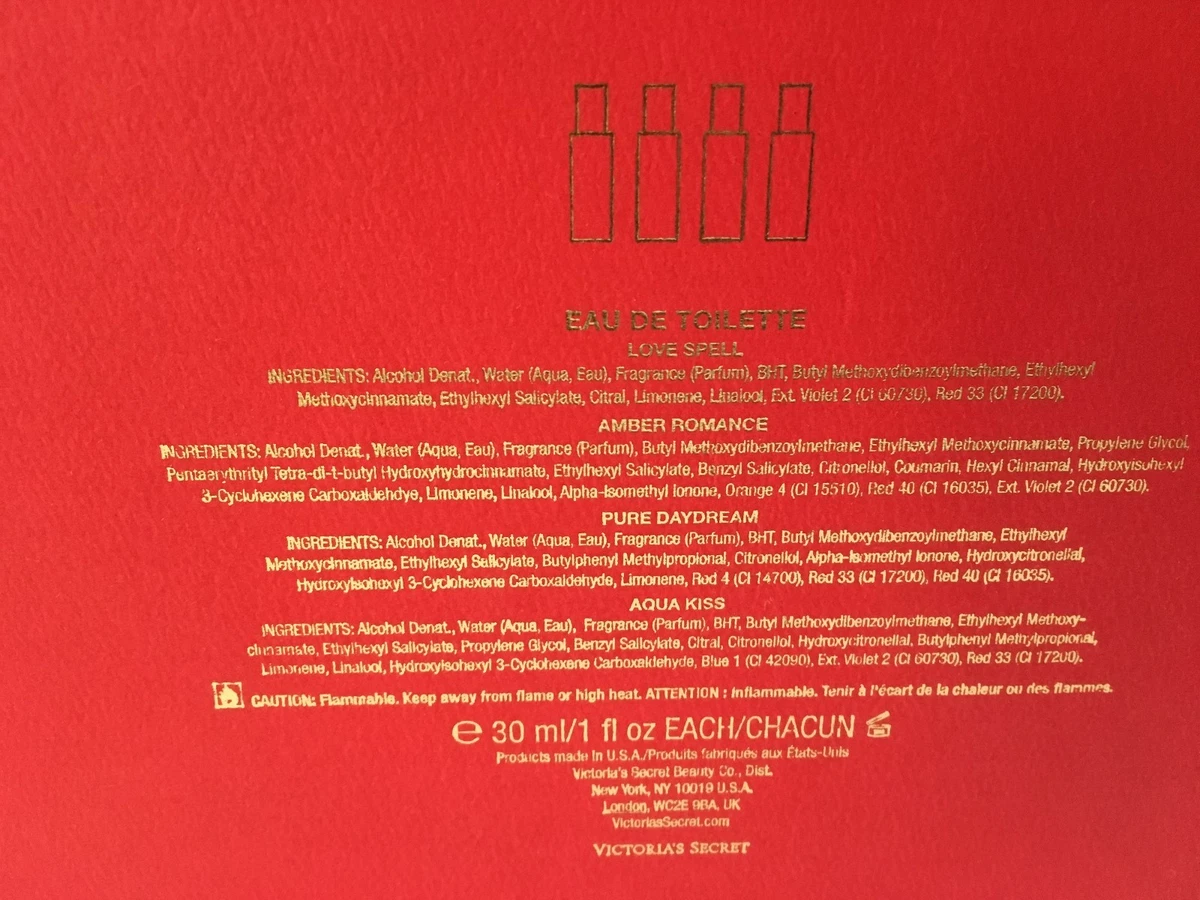 EAU DE TOILETTE
LOVE SPELL
INGREDIENTS: Alcohol Denat., Water (Aqua, Eau), Fragrance (Parfum), BHT, Butyl Methoxydibenzoylmethane, Ethylhexyl
Methoxycinnamate, Ethylhexyl Salicylate, Citral, Limonene, Linalool, Ext. Violet 2 (CI 60730), Red 33 (CI 17200).
AMBER ROMANCE
INGREDIENTS: Alcohol Denat., Water (Aqua, Eau), Fragrance (Parfum), Butyl Methoxydibenzoylmethane, Ethylhexyl Methoxycinnamate, Propylene Glycol,
Pentaerythrityl Tetra-di-t-butyl Hydroxyhydrocinnamate, Ethylhexyl Salicylate, Benzyl Salicylate, Citronellol, Coumarin, Hexyl Cinnamal, Hydroxyisohexyl
3-Cyclohexene Carboxaldehdye, Limonene, Linalool, Alpha-Isomethyl Ionone, Orange 4 (CI 15510), Red 40 (CI 16035), Ext. Violet 2 (CI 60730).
PURE DAYDREAM
INGREDIENTS: Alcohol Denat., Water (Aqua, Eau), Fragrance (Parfum), BHT, Butyl Methoxydibenzoylmethane, Ethylhexyl
Methoxycinnamate, Ethylhexyl Salicylate, Butylphenyl Methylpropional, Citronellol, Alpha-Isomethyl Ionone, Hydroxycitronellal,
Hydroxyisohexyl 3-Cyclohexene Carboxaldehyde, Limonene, Red 4 (CI 14700), Red 33 (CI 17200), Red 40 (CI 16035).
AQUA KISS
INGREDIENTS: Alcohol Denat., Water (Aqua, Eau), Fragrance (Parfum), BHT, Butyl Methoxydibenzoylmethane, Ethylhexyl Methoxy-
cinnamate, Ethylhexyl Salicylate, Propylene Glycol, Benzyl Salicylate, Citral, Citronellol, Hydroxycitronellal, Butylphenyl Methylpropional,
Limonene, Linalool, Hydroxyisohexyl 3-Cyclohexene Carboxaldehyde, Blue 1 (CI 42090), Ext. Violet 2 (CI 60730), Red 33 (CI 17200).
CAUTION: Flammable. Keep away from flame or high heat. ATTENTION : Inflammable. Tenir à l'écart de la chaleur ou des flammes.
℮ 30 ml/1 fl oz EACH/CHACUN
Products made in U.S.A./Produits fabriqués aux États-Unis
Victoria's Secret Beauty Co., Dist.
New York, NY 10019 U.S.A.
London, WC2E 9BA, UK
VictoriasSecret.com
VICTORIA'S SECRET